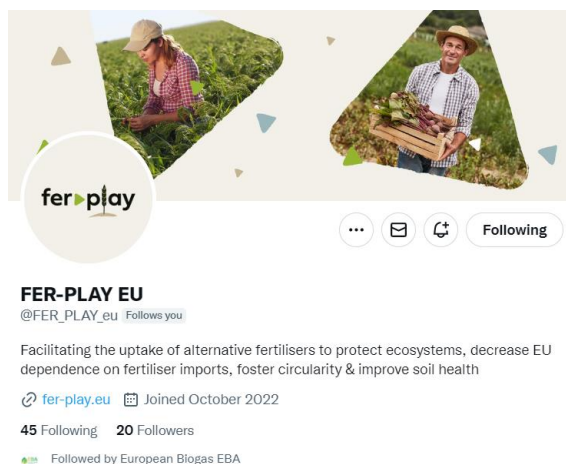 fer play
Following
FER-PLAY EU
@FER_PLAY_eu Follows you
Facilitating the uptake of alternative fertilisers to protect ecosystems, decrease EU
dependence on fertiliser imports, foster circularity & improve soil health
fer-play.eu Joined October 2022
45 Following 20 Followers
Followed by European Biogas EBA